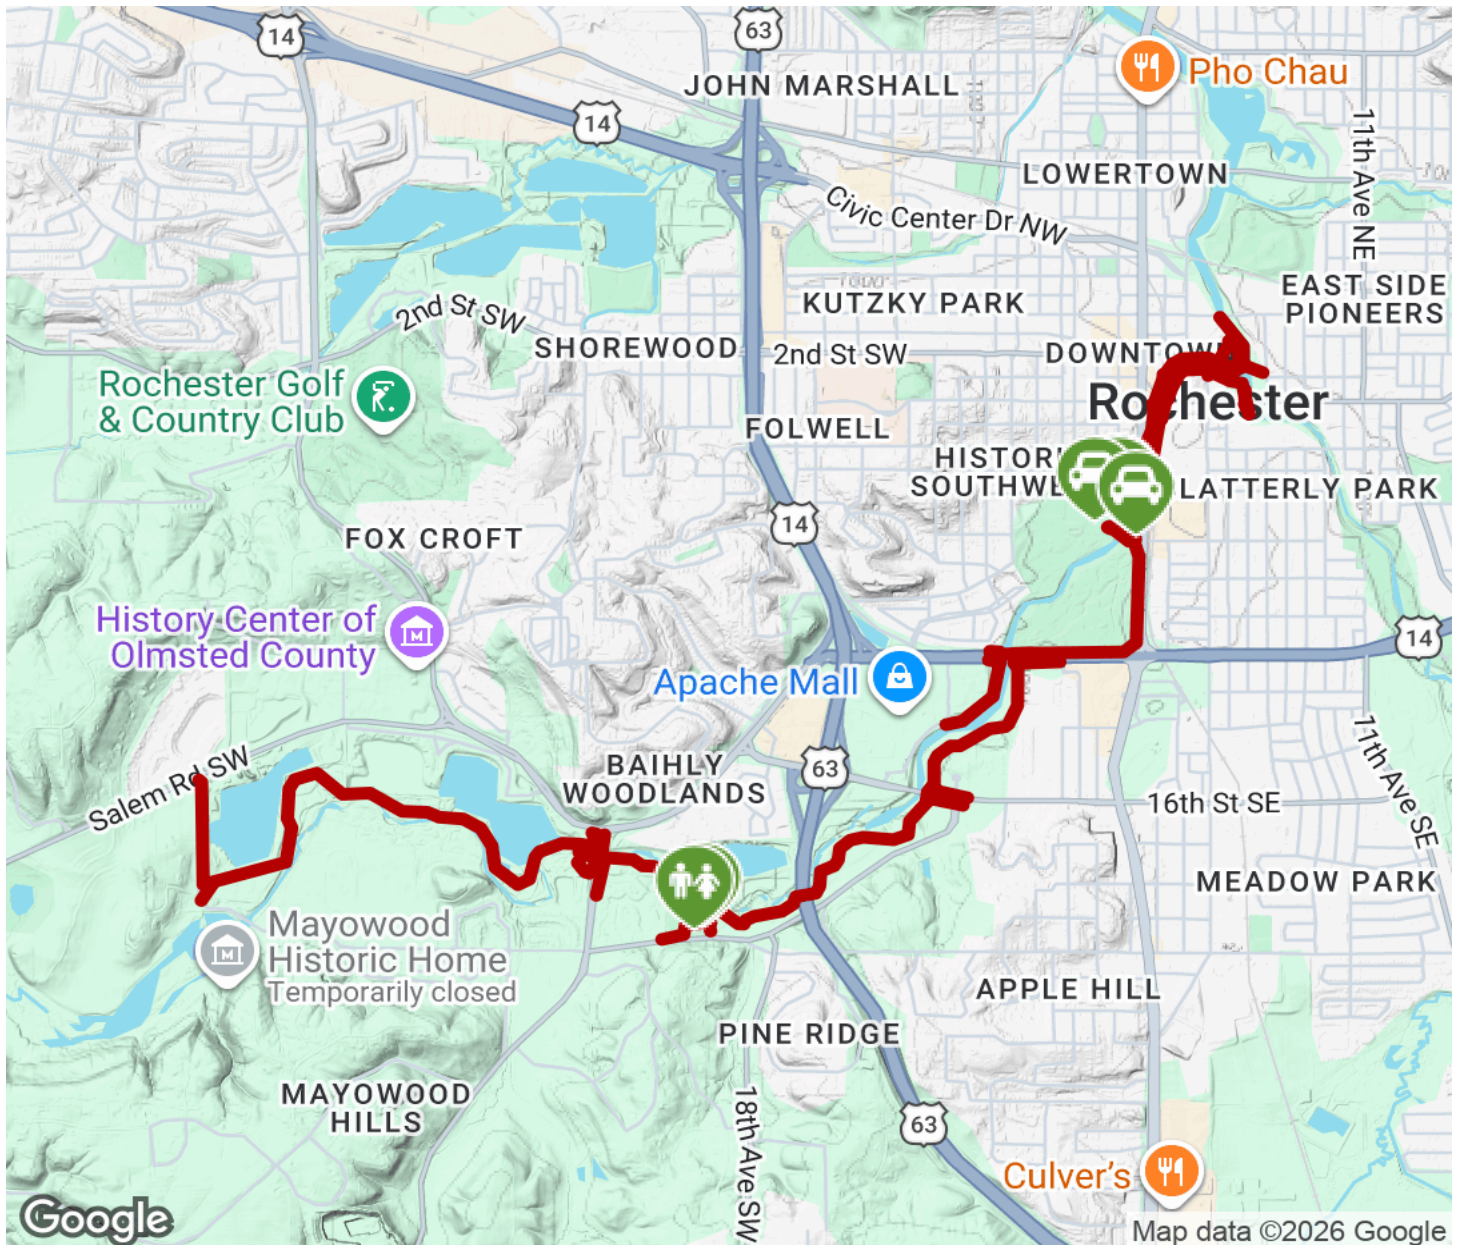 14
63
JOHN MARSHALL
Pho Chau
14
11th Ave NE
LOWERTOWN
Civic Center Dr NW
EAST SIDE
PIONEERS
KUTZKY PARK
2nd St SW
SHOREWOOD
2nd St SW
DOWNTOW
Rochester Golf
& Country Club
Rochester
FOLWELL
HISTORI
SOUTHWE
SLATTERLY PARK
14
FOX CROFT
History Center of
Olmsted County
14
Apache Mall
11th Ave SE
Salem Rd SW
BAIHLY
WOODLANDS
63
16th St SE
MEADOW PARK
Mayowood
Historic Home
Temporarily closed
APPLE HILL
PINE RIDGE
MAYOWOOD
HILLS
18th Ave SW
63
Culver's
Google
Map data ©2026 Google